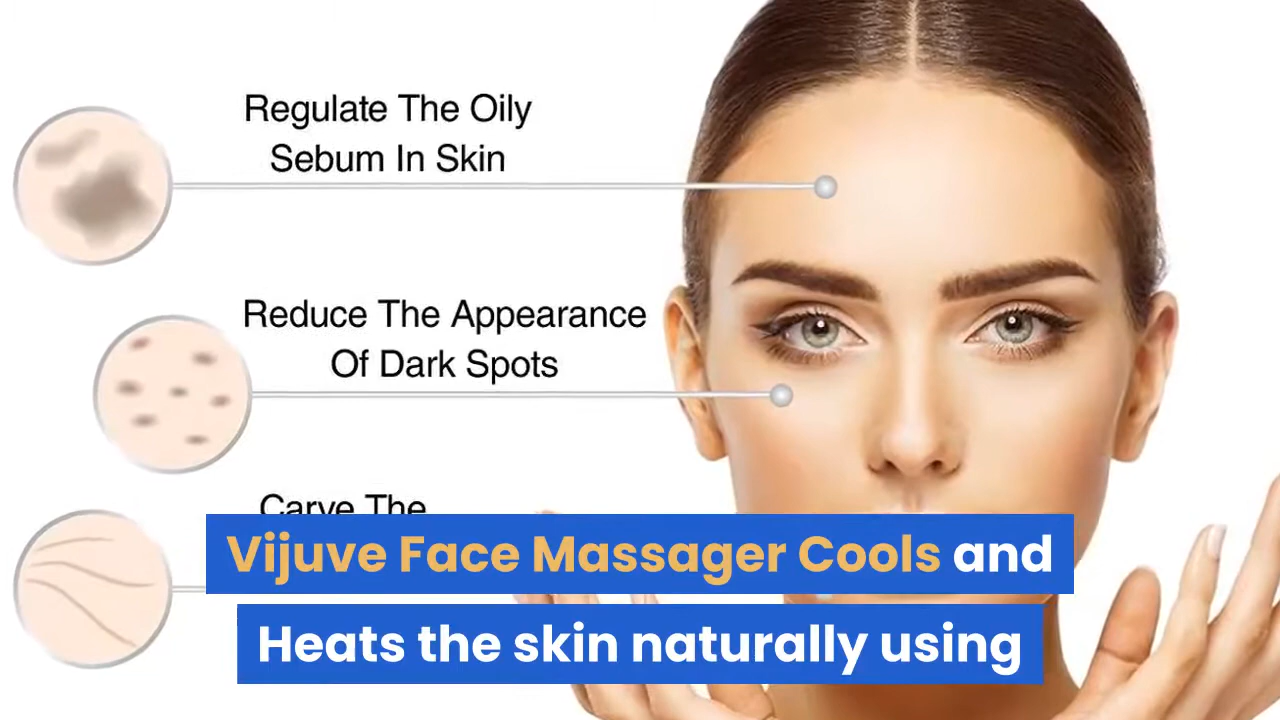 Regulate The Oily
Sebum In Skin
Reduce The Appearance
Of Dark Spots
Carve The
Vijuve Face Massager Cools and
Heats the skin naturally using